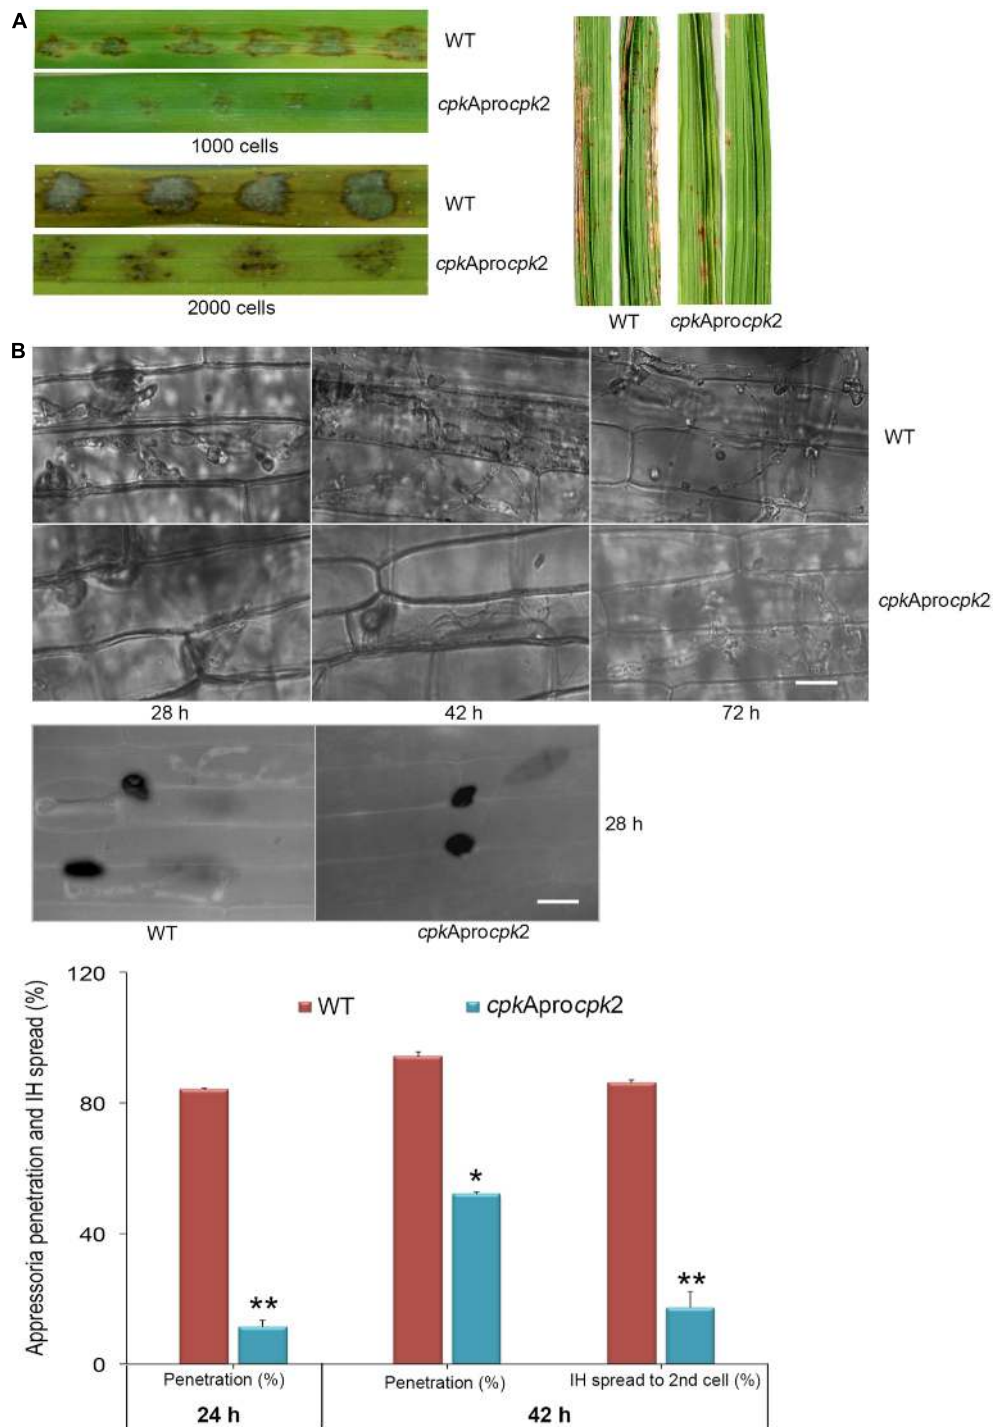 A
WT
cpkAprocpk2
1000 cells
WT
cpkAprocpk2
2000 cells
WT cpkAprocpk2
B
WT
cpkAprocpk2
28 h 42 h 72 h
28 h
WT cpkAprocpk2
Appressoria penetration and IH spread (%)
120
80
40
0
WT cpkAprocpk2
**
*
**
Penetration (%) Penetration (%) IH spread to 2nd cell (%)
24 h 42 h